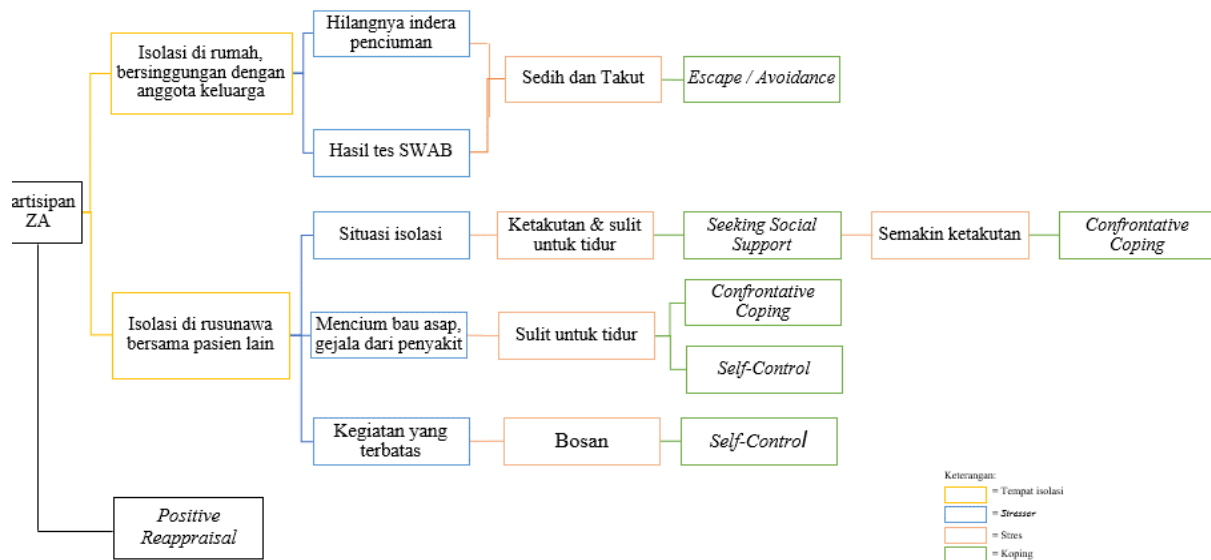 Hilangnya indera
penciuman
Isolasi di rumah,
bersinggungan dengan
anggota keluarga
Sedih dan Takut
Escape / Avoidance
Hasil tes SWAB
artisipan
ZA
Situasi isolasi
Ketakutan & sulit
untuk tidur
Seeking Social
Support
Semakin ketakutan
Confrontative
Coping
Isolasi di rusunawa
bersama pasien lain
Mencium bau asap,
gejala dari penyakit
Sulit untuk tidur
Confrontative
Coping
Self-Control
Kegiatan yang
terbatas
Bosan
Self-Control
Positive
Reappraisal
Keterangan:
= Tempat isolasi
= Stressor
= Stres
= Koping